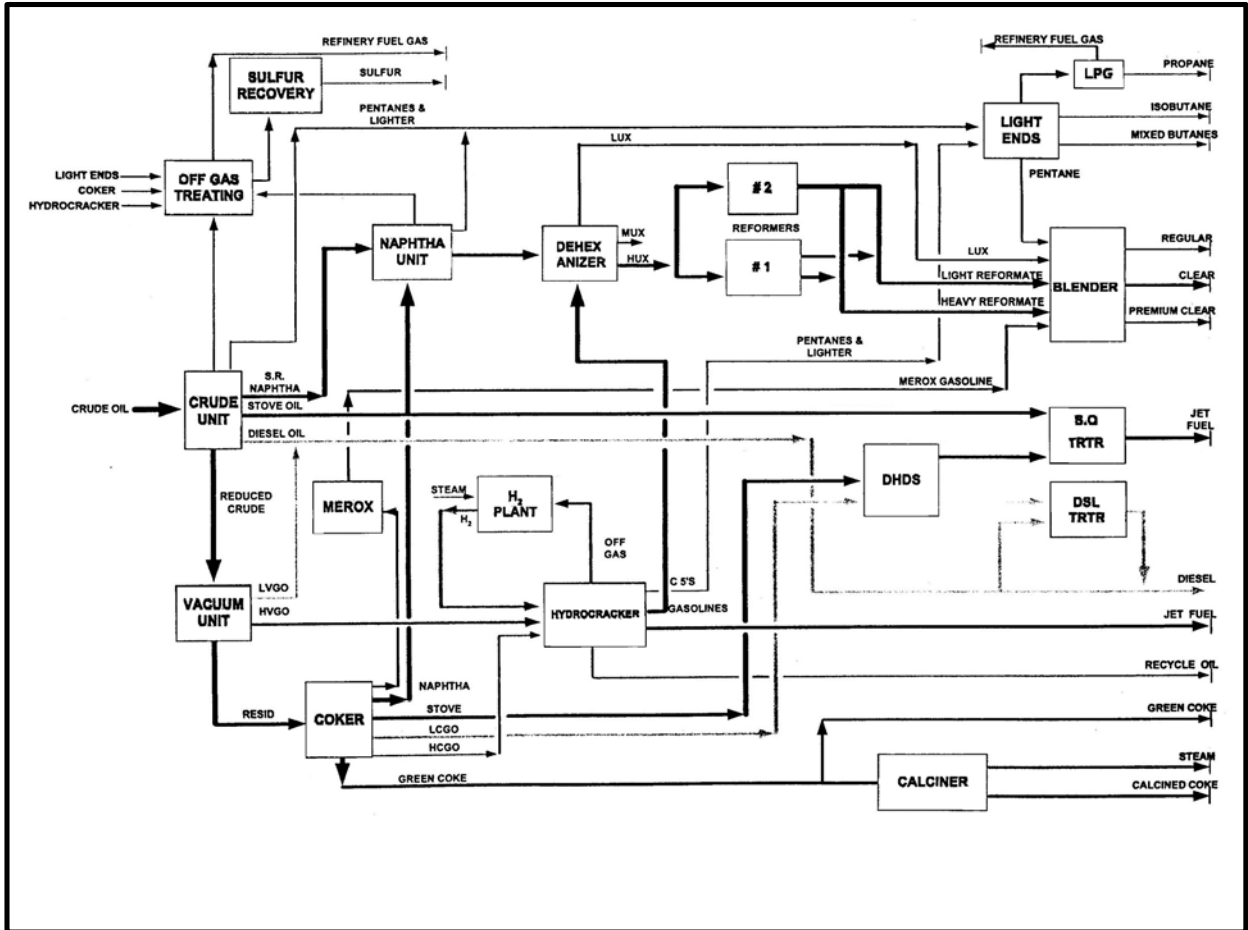 REFINERY FUEL GAS
SULFUR
SULFUR
RECOVERY
PENTANES &
LIGHTER
LIGHT ENDS
COKER
HYDROCRACKER
OFF GAS
TREATING
NAPHTHA
UNIT
LUX
DEHEX
ANIZER
MUX
HUX
# 2
REFORMERS
# 1
REFINERY FUEL GAS
LPG
PROPANE
LIGHT
ENDS
ISOBUTANE
MIXED BUTANES
PENTANE
LUX
LIGHT REFORMATE
HEAVY REFORMATE
BLENDER
REGULAR
CLEAR
PREMIUM CLEAR
PENTANES &
LIGHTER
MEROX GASOLINE
CRUDE OIL
CRUDE
UNIT
S.R.
NAPHTHA
STOVE OIL
DIESEL OIL
S.O
TRTR
JET
FUEL
REDUCED
CRUDE
MEROX
STEAM
H2
H2
PLANT
OFF
GAS
DHDS
DSL
TRTR
DIESEL
VACUUM
UNIT
LVGO
HVGO
HYDROCRACKER
C 5'S
GASOLINES
JET FUEL
RECYCLE OIL
RESID
COKER
NAPHTHA
STOVE
LCGO
HCGO
GREEN COKE
GREEN COKE
CALCINER
STEAM
CALCINED COKE